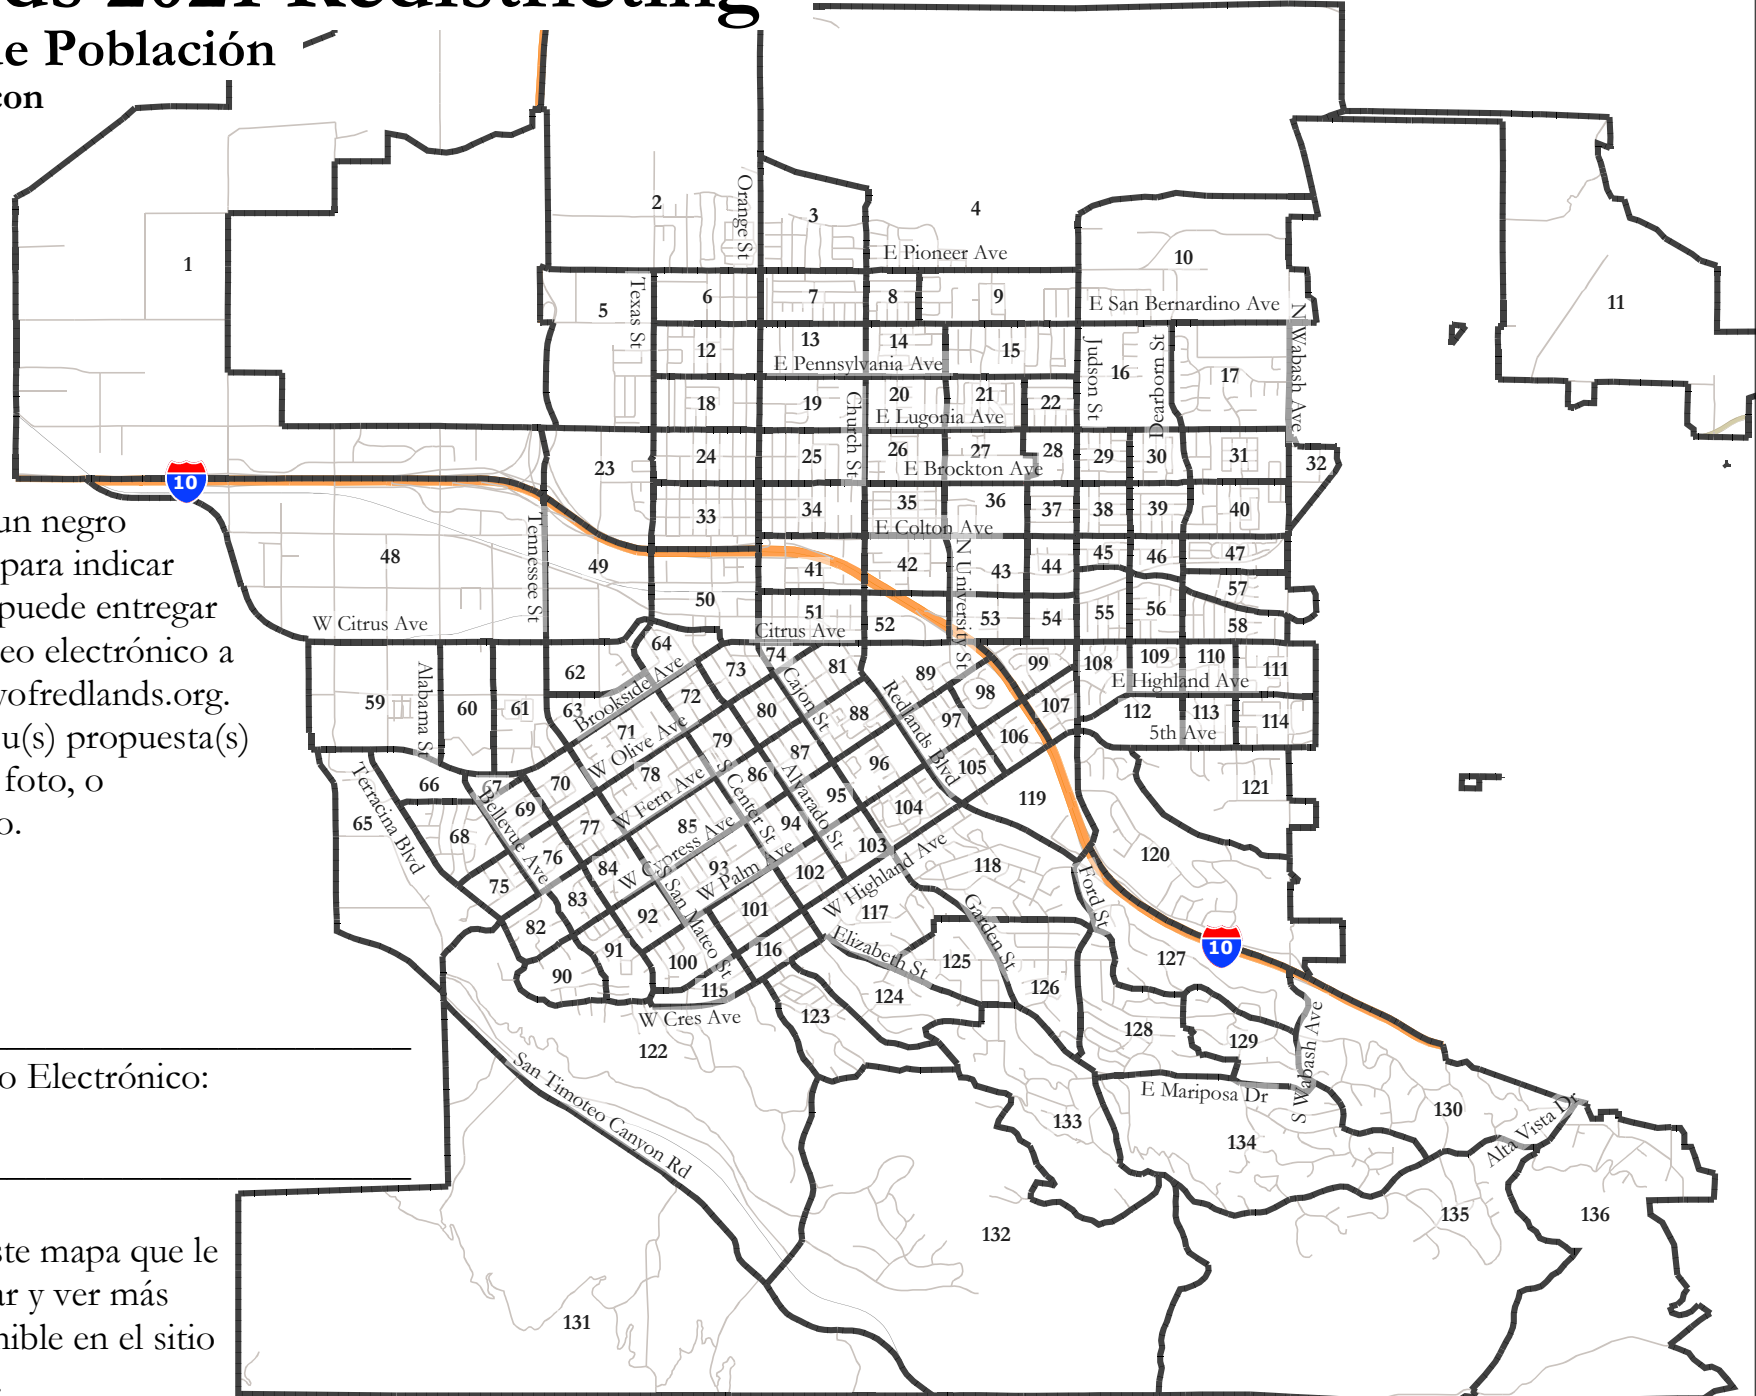 ds 2021 Redistricting
de Población
con
un negro
para indicar
puede entregar
eo electrónico a
yofredlands.org.
u(s) propuesta(s)
foto, o
o.
o Electrónico:
ste mapa que le
ar y ver más
nible en el sitio
2
3
4
Orange St
E Pioneer Ave
10
1
5
Texas St
6
7
8
9
E San Bernardino Ave
N Wabash Ave
11
12
13
14
15
E Pennsylvania Ave
Judson St
16
Dearborn St
17
18
19
Church St
20
21
22
E Lugonia Ave
23
24
25
26
27
28
29
30
31
32
E Brockton Ave
10
33
34
35
36
37
38
39
40
E Colton Ave
Tennessee St
48
49
41
42
N University St
43
44
45
46
47
50
51
52
53
54
55
56
57
58
W Citrus Ave
Citrus Ave
59
Alabama St
60
61
62
63
64
Brookside Ave
71
72
73
74
Cajon St
81
89
98
99
108
109
110
111
E Highland Ave
W Olive Ave
80
88
Redlands Blvd
97
106
107
112
113
114
5th Ave
65
Terracina Blvd
66
67
Bellevue Ave
68
69
70
78
79
W Fern Ave
S Center St
86
87
Alvarado St
96
105
119
121
75
76
77
84
85
W Cypress Ave
93
94
95
103
104
W Highland Ave
118
120
82
83
92
San Mateo St
W Palm Ave
101
102
117
Garden St
Ford St
10
90
91
100
115
116
Elizabeth St
125
126
127
W Cres Ave
122
123
124
128
129
S Wabash Ave
San Timoteo Canyon Rd
133
E Mariposa Dr
134
130
Alta Vista Dr
131
132
135
136